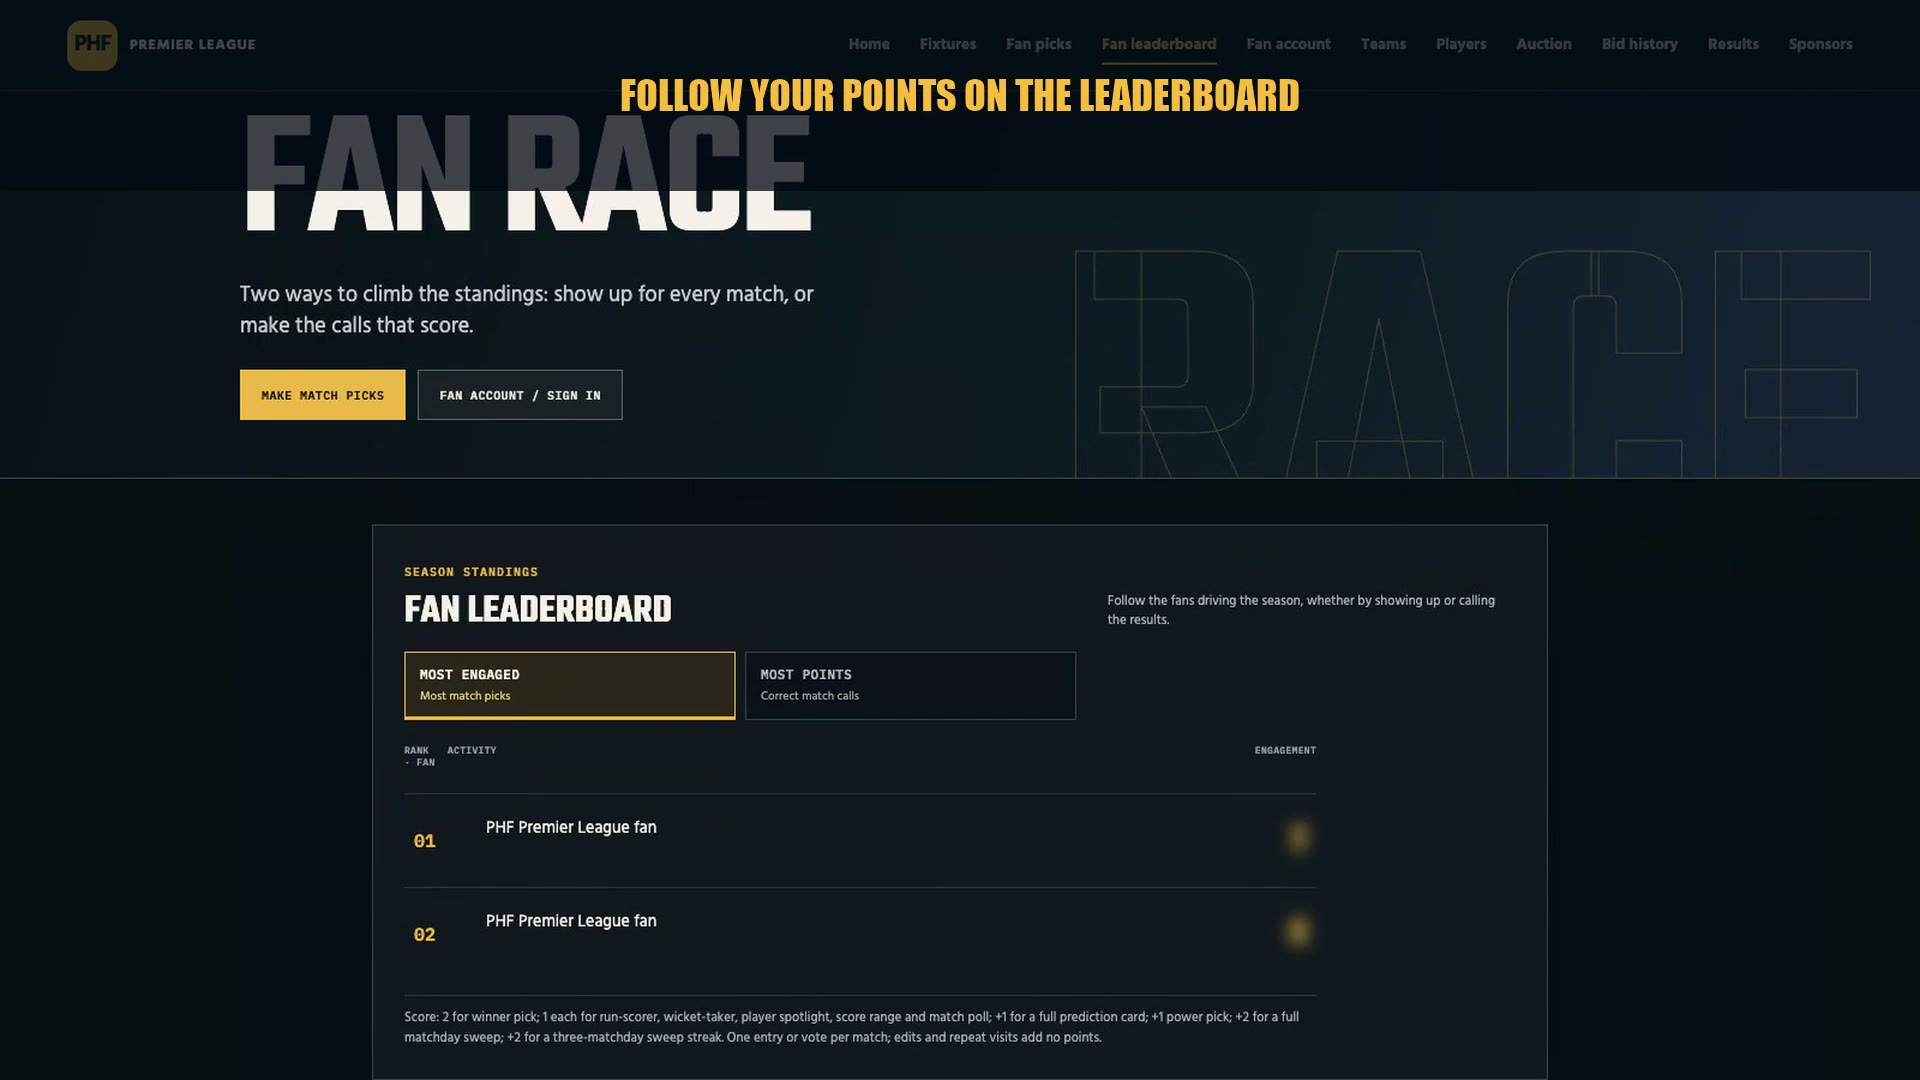 PHF PREMIER LEAGUE
Home Fixtures Fan picks Fan leaderboard Fan account Teams Players Auction Bid history Results Sponsors
FOLLOW YOUR POINTS ON THE LEADERBOARD
FAN RACE
Two ways to climb the standings: show up for every match, or
make the calls that score.
RACE
MAKE MATCH PICKS FAN ACCOUNT / SIGN IN
SEASON STANDINGS
FAN LEADERBOARD
Follow the fans driving the season, whether by showing up or calling
the results.
MOST ENGAGED
Most match picks
MOST POINTS
Correct match calls
RANK
· FAN
ACTIVITY
ENGAGEMENT
01 PHF Premier League fan
02 PHF Premier League fan
Score: 2 for winner pick; 1 each for run-scorer, wicket-taker, player spotlight, score range and match poll; +1 for a full prediction card; +1 power pick; +2 for a full
matchday sweep; +2 for a three-matchday sweep streak. One entry or vote per match; edits and repeat visits add no points.